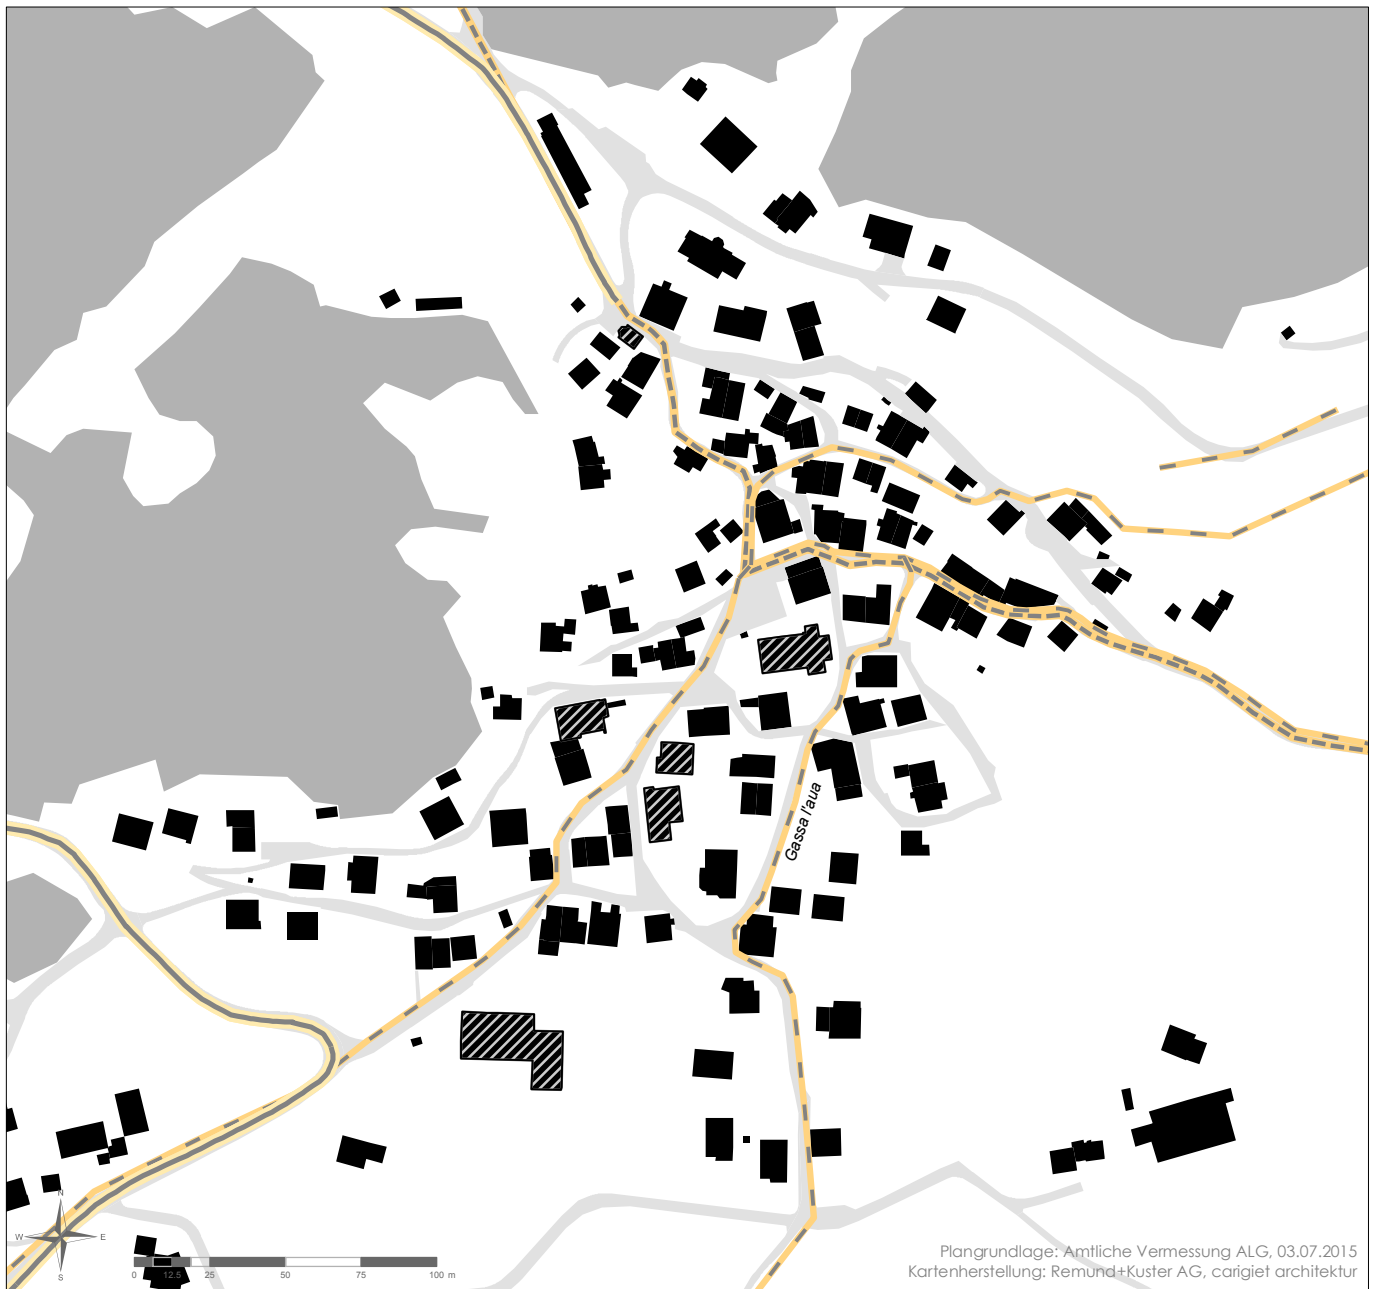 Gassa l'aua
N
W E
S
0 12.5 25 50 75 100 m
Plangrundlage: Amtliche Vermessung ALG, 03.07.2015
Kartenherstellung: Remund+Kuster AG, carigiet architektur